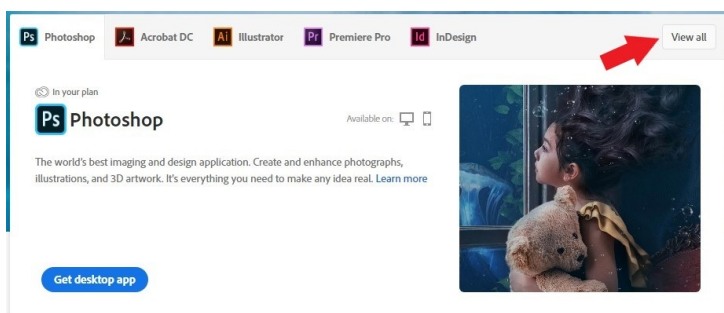 Ps Photoshop Acrobat DC Ai Illustrator Pr Premiere Pro Id InDesign View all
In your plan
Ps Photoshop Available on:
The world's best imaging and design application. Create and enhance photographs,
illustrations, and 3D artwork. It's everything you need to make any idea real. Learn more
Get desktop app